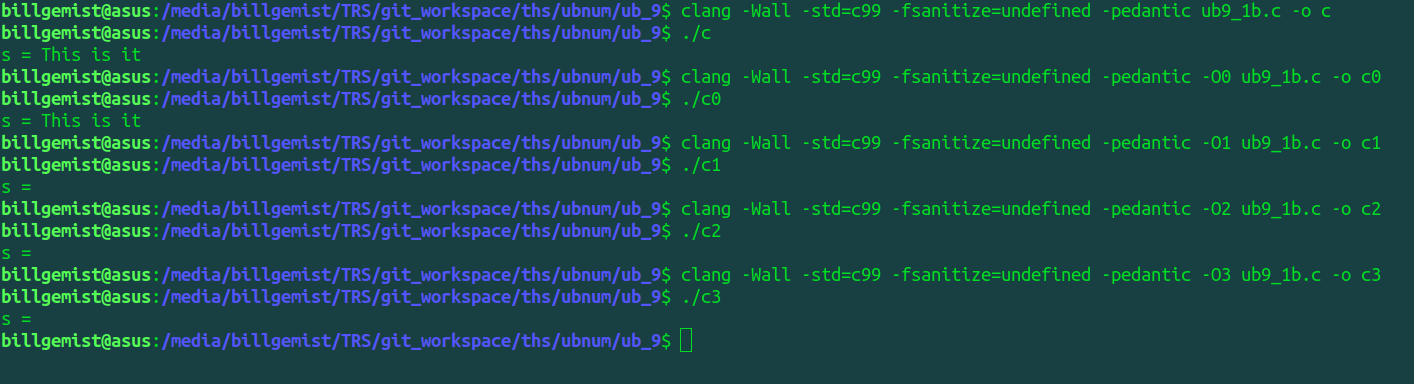 billgemist@asus:/media/billgemist/TRS/git_workspace/ths/ubnum/ub_9$ clang -Wall -std=c99 -fsanitize=undefined -pedantic ub9_1b.c -o c
billgemist@asus:/media/billgemist/TRS/git_workspace/ths/ubnum/ub_9$ ./c
s = This is it
billgemist@asus:/media/billgemist/TRS/git_workspace/ths/ubnum/ub_9$ clang -Wall -std=c99 -fsanitize=undefined -pedantic -O0 ub9_1b.c -o c0
billgemist@asus:/media/billgemist/TRS/git_workspace/ths/ubnum/ub_9$ ./c0
s = This is it
billgemist@asus:/media/billgemist/TRS/git_workspace/ths/ubnum/ub_9$ clang -Wall -std=c99 -fsanitize=undefined -pedantic -O1 ub9_1b.c -o c1
billgemist@asus:/media/billgemist/TRS/git_workspace/ths/ubnum/ub_9$ ./c1
s =
billgemist@asus:/media/billgemist/TRS/git_workspace/ths/ubnum/ub_9$ clang -Wall -std=c99 -fsanitize=undefined -pedantic -O2 ub9_1b.c -o c2
billgemist@asus:/media/billgemist/TRS/git_workspace/ths/ubnum/ub_9$ ./c2
s =
billgemist@asus:/media/billgemist/TRS/git_workspace/ths/ubnum/ub_9$ clang -Wall -std=c99 -fsanitize=undefined -pedantic -O3 ub9_1b.c -o c3
billgemist@asus:/media/billgemist/TRS/git_workspace/ths/ubnum/ub_9$ ./c3
s =
billgemist@asus:/media/billgemist/TRS/git_workspace/ths/ubnum/ub_9$